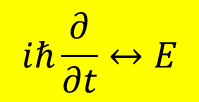 iℏ ∂/∂t ↔ E